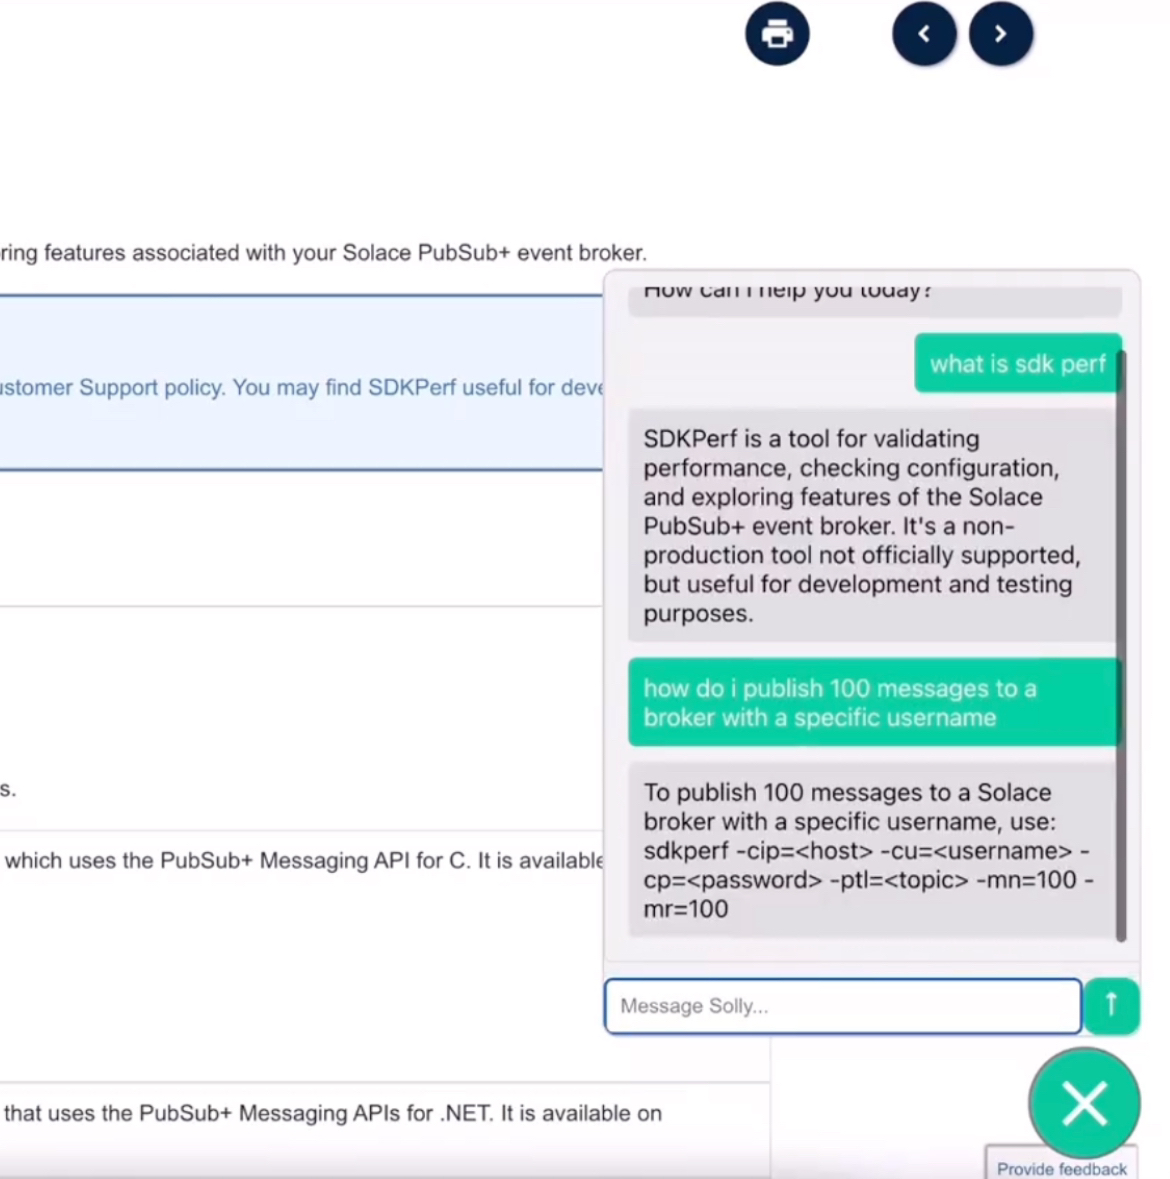 ring features associated with your Solace PubSub+ event broker.
ustomer Support policy. You may find SDKPerf useful for deve
s.
which uses the PubSub+ Messaging API for C. It is available
that uses the PubSub+ Messaging APIs for .NET. It is available on
How can I help you today?
what is sdk perf
SDKPerf is a tool for validating
performance, checking configuration,
and exploring features of the Solace
PubSub+ event broker. It's a non-
production tool not officially supported,
but useful for development and testing
purposes.
how do i publish 100 messages to a
broker with a specific username
To publish 100 messages to a Solace
broker with a specific username, use:
sdkperf -cip=<host> -cu=<username> -
cp=<password> -ptl=<topic> -mn=100 -
mr=100
Message Solly...
Provide feedback